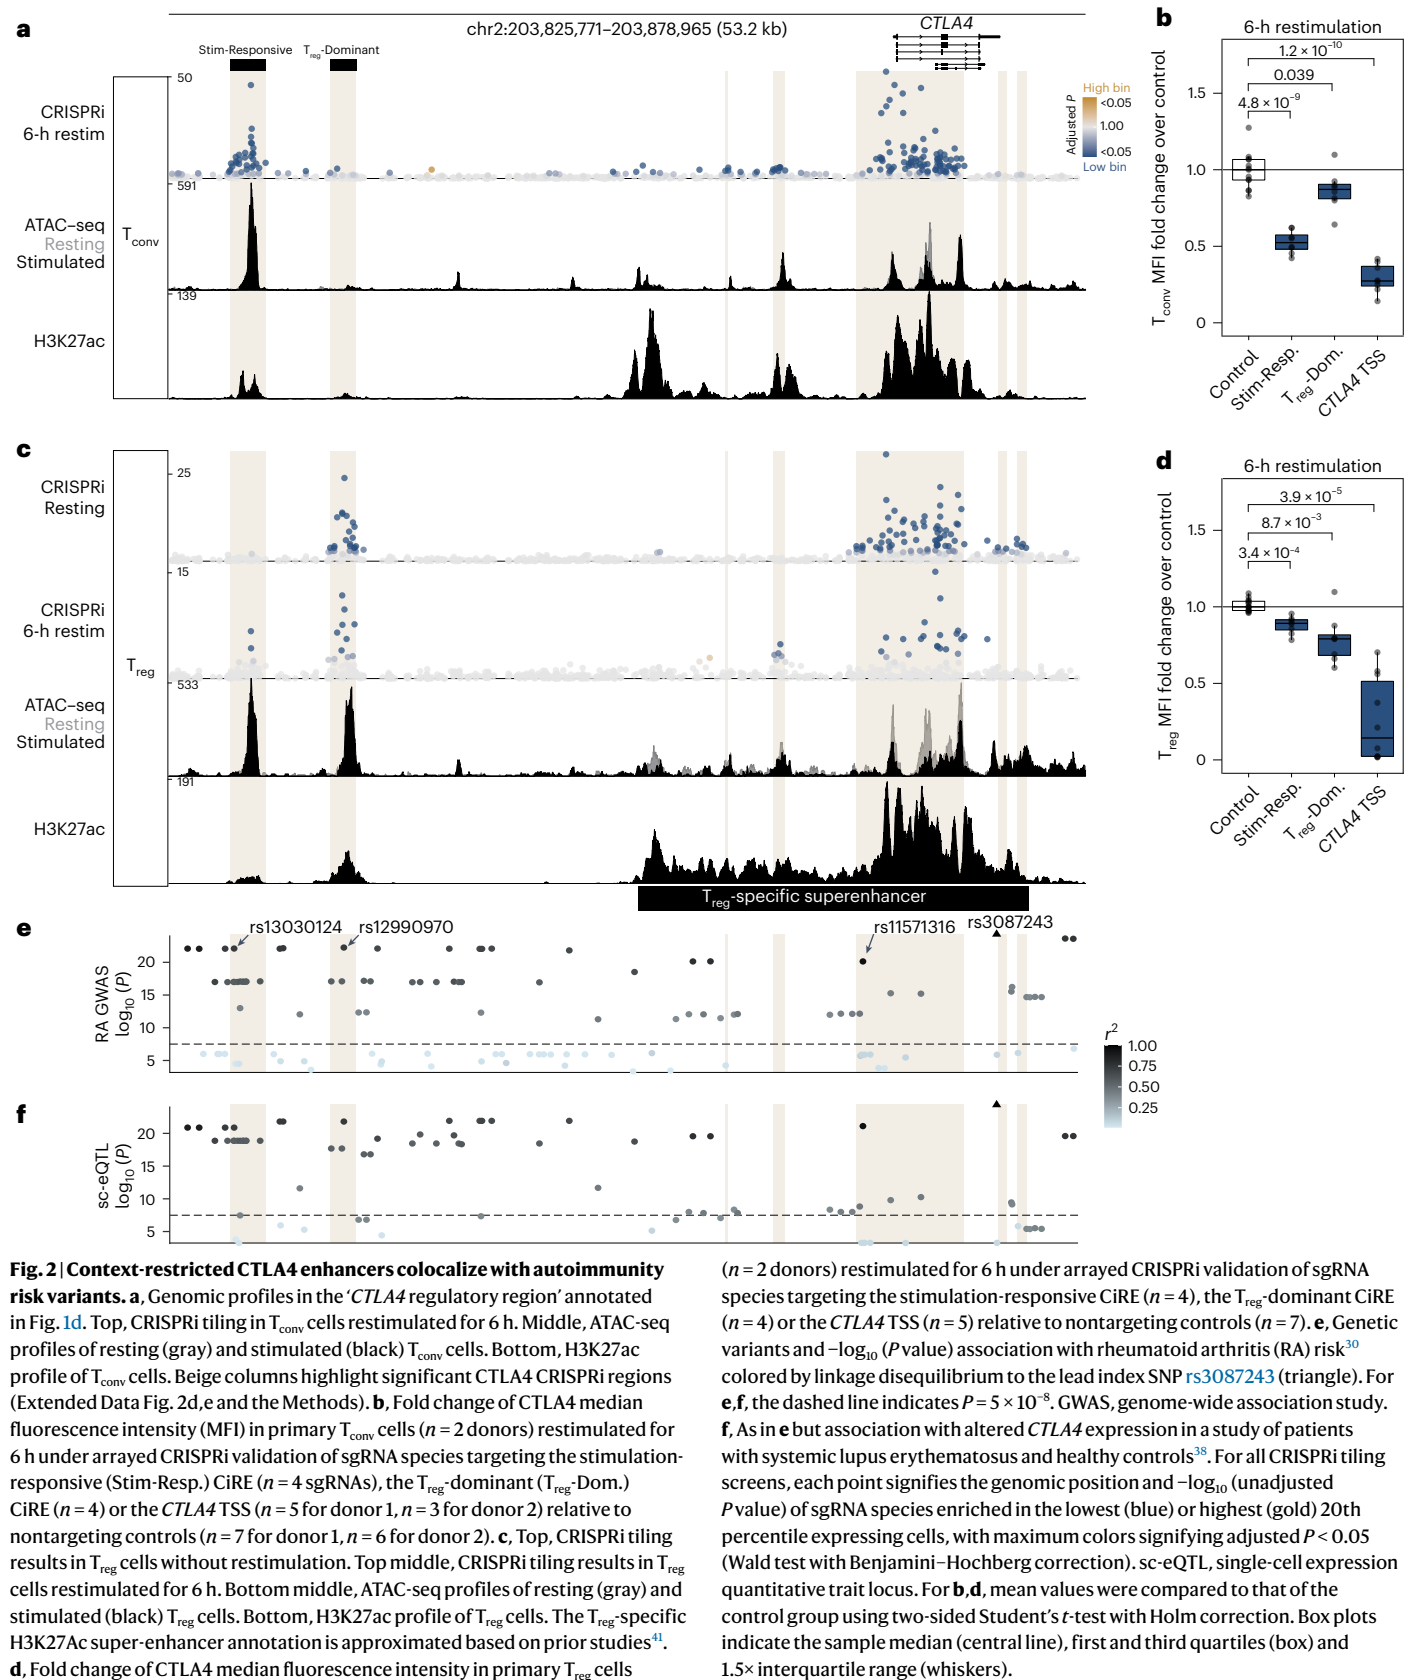 a
chr2:203,825,771–203,878,965 (53.2 kb)
CTLA4
Stim-Responsive
Treg-Dominant
50
CRISPRi
6-h restim
High bin
Adjusted P
<0.05
1.00
<0.05
Low bin
591
ATAC–seq
Resting
Stimulated
Tconv
139
H3K27ac
b
6-h restimulation
1.2 × 10−10
0.039
4.8 × 10−9
Tconv MFI fold change over control
1.5
1.0
0.5
0
Control
Stim-Resp.
Treg-Dom.
CTLA4 TSS
c
25
CRISPRi
Resting
15
CRISPRi
6-h restim
Treg
533
ATAC–seq
Resting
Stimulated
191
H3K27ac
Treg-specific superenhancer
d
6-h restimulation
3.9 × 10−5
8.7 × 10−3
3.4 × 10−4
Treg MFI fold change over control
1.5
1.0
0.5
0
Control
Stim-Resp.
Treg-Dom.
CTLA4 TSS
e
rs13030124
rs12990970
rs11571316
rs3087243
RA GWAS
log10 (P)
20
15
10
5
r2
1.00
0.75
0.50
0.25
f
sc-eQTL
log10 (P)
20
15
10
5
Fig. 2 | Context-restricted CTLA4 enhancers colocalize with autoimmunity
risk variants. a, Genomic profiles in the ‘CTLA4 regulatory region’ annotated
in Fig. 1d. Top, CRISPRi tiling in Tconv cells restimulated for 6 h. Middle, ATAC-seq
profiles of resting (gray) and stimulated (black) Tconv cells. Bottom, H3K27ac
profile of Tconv cells. Beige columns highlight significant CTLA4 CRISPRi regions
(Extended Data Fig. 2d,e and the Methods). b, Fold change of CTLA4 median
fluorescence intensity (MFI) in primary Tconv cells (n = 2 donors) restimulated for
6 h under arrayed CRISPRi validation of sgRNA species targeting the stimulation-
responsive (Stim-Resp.) CiRE (n = 4 sgRNAs), the Treg-dominant (Treg-Dom.)
CiRE (n = 4) or the CTLA4 TSS (n = 5 for donor 1, n = 3 for donor 2) relative to
nontargeting controls (n = 7 for donor 1, n = 6 for donor 2). c, Top, CRISPRi tiling
results in Treg cells without restimulation. Top middle, CRISPRi tiling results in Treg
cells restimulated for 6 h. Bottom middle, ATAC-seq profiles of resting (gray) and
stimulated (black) Treg cells. Bottom, H3K27ac profile of Treg cells. The Treg-specific
H3K27Ac super-enhancer annotation is approximated based on prior studies41.
d, Fold change of CTLA4 median fluorescence intensity in primary Treg cells
(n = 2 donors) restimulated for 6 h under arrayed CRISPRi validation of sgRNA
species targeting the stimulation-responsive CiRE (n = 4), the Treg-dominant CiRE
(n = 4) or the CTLA4 TSS (n = 5) relative to nontargeting controls (n = 7). e, Genetic
variants and −log10 (P value) association with rheumatoid arthritis (RA) risk30
colored by linkage disequilibrium to the lead index SNP rs3087243 (triangle). For
e,f, the dashed line indicates P = 5 × 10−8. GWAS, genome-wide association study.
f, As in e but association with altered CTLA4 expression in a study of patients
with systemic lupus erythematosus and healthy controls38. For all CRISPRi tiling
screens, each point signifies the genomic position and −log10 (unadjusted
P value) of sgRNA species enriched in the lowest (blue) or highest (gold) 20th
percentile expressing cells, with maximum colors signifying adjusted P < 0.05
(Wald test with Benjamini–Hochberg correction). sc-eQTL, single-cell expression
quantitative trait locus. For b,d, mean values were compared to that of the
control group using two-sided Student’s t-test with Holm correction. Box plots
indicate the sample median (central line), first and third quartiles (box) and
1.5× interquartile range (whiskers).